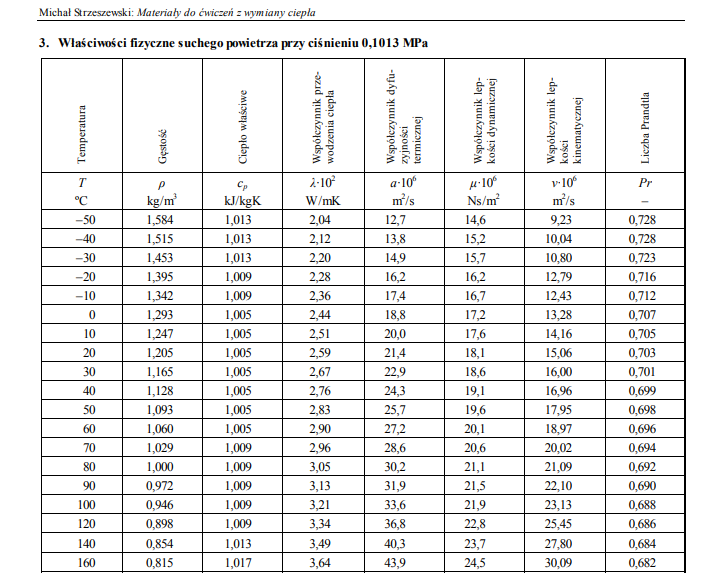 Michał Strzeszewski: Materiały do ćwiczeń z wymiany ciepła
3. Właściwości fizyczne suchego powietrza przy ciśnieniu 0,1013 MPa
Temperatura Gęstość Ciepło właściwe Współczynnik prze-wodzenia ciepła Współczynnik dyfu-zyjności termicznej Współczynnik lep-kości dynamicznej Współczynnik lep-kości kinematycznej Liczba Prandtla
T ρ cp λ·10² a·10⁶ μ·10⁶ ν·10⁶ Pr
ºC kg/m³ kJ/kgK W/mK m²/s Ns/m² m²/s –
−50 1,584 1,013 2,04 12,7 14,6 9,23 0,728
−40 1,515 1,013 2,12 13,8 15,2 10,04 0,728
−30 1,453 1,013 2,20 14,9 15,7 10,80 0,723
−20 1,395 1,009 2,28 16,2 16,2 12,79 0,716
−10 1,342 1,009 2,36 17,4 16,7 12,43 0,712
0 1,293 1,005 2,44 18,8 17,2 13,28 0,707
10 1,247 1,005 2,51 20,0 17,6 14,16 0,705
20 1,205 1,005 2,59 21,4 18,1 15,06 0,703
30 1,165 1,005 2,67 22,9 18,6 16,00 0,701
40 1,128 1,005 2,76 24,3 19,1 16,96 0,699
50 1,093 1,005 2,83 25,7 19,6 17,95 0,698
60 1,060 1,005 2,90 27,2 20,1 18,97 0,696
70 1,029 1,009 2,96 28,6 20,6 20,02 0,694
80 1,000 1,009 3,05 30,2 21,1 21,09 0,692
90 0,972 1,009 3,13 31,9 21,5 22,10 0,690
100 0,946 1,009 3,21 33,6 21,9 23,13 0,688
120 0,898 1,009 3,34 36,8 22,8 25,45 0,686
140 0,854 1,013 3,49 40,3 23,7 27,80 0,684
160 0,815 1,017 3,64 43,9 24,5 30,09 0,682